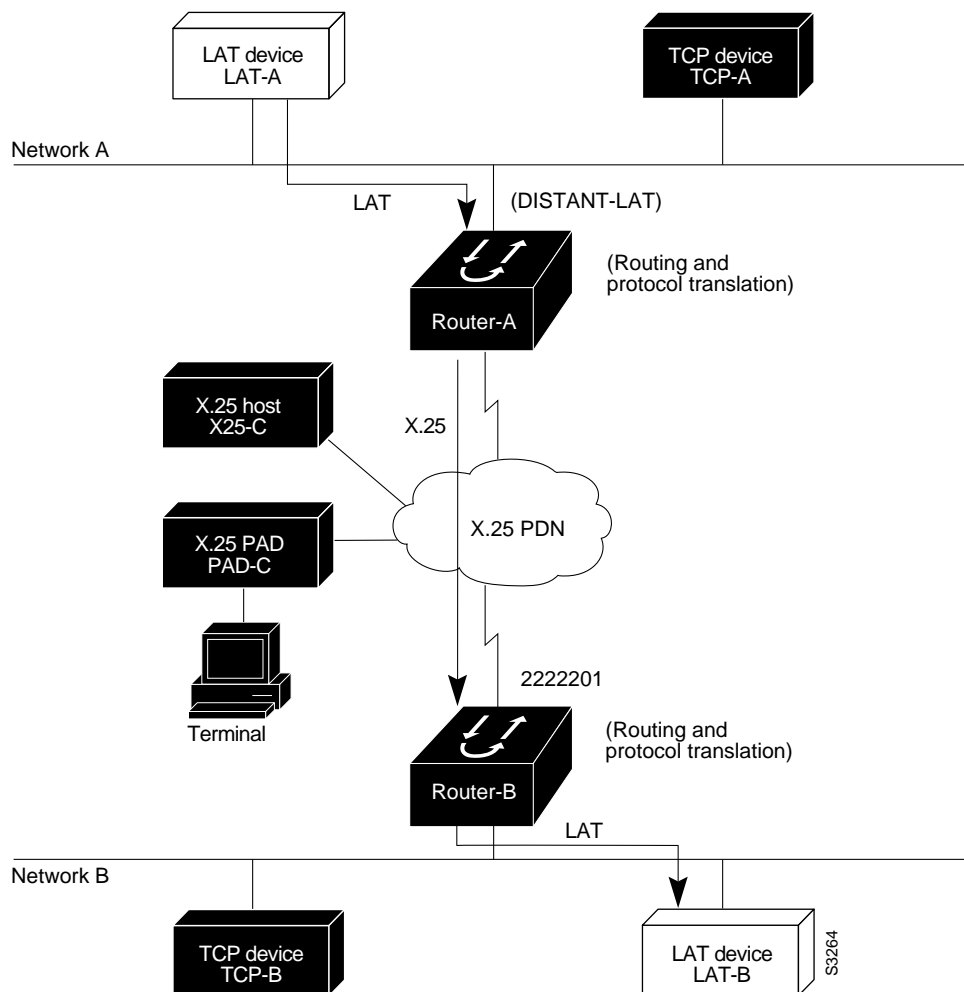 LAT device
LAT-A
TCP device
TCP-A
Network A
LAT
(DISTANT-LAT)
(Routing and
protocol translation)
Router-A
X.25 host
X25-C
X.25
X.25 PDN
X.25 PAD
PAD-C
2222201
Terminal
(Routing and
protocol translation)
Router-B
LAT
Network B
TCP device
TCP-B
LAT device
LAT-B
S3264